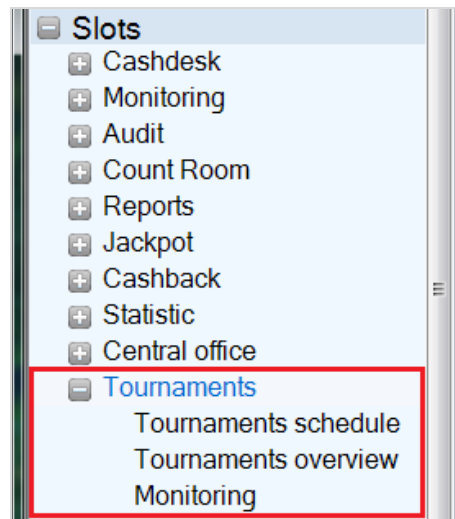 Slots
Cashdesk
Monitoring
Audit
Count Room
Reports
Jackpot
Cashback
Statistic
Central office
Tournaments
Tournaments schedule
Tournaments overview
Monitoring